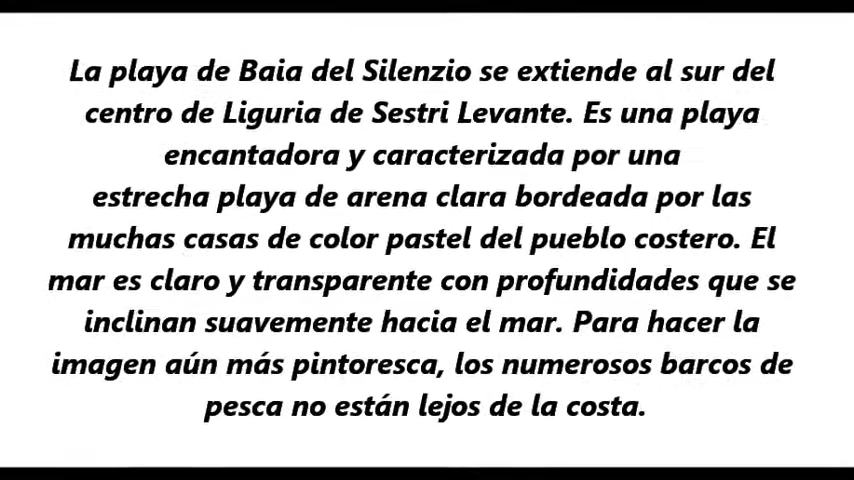 La playa de Baia del Silenzio se extiende al sur del
centro de Liguria de Sestri Levante. Es una playa
encantadora y caracterizada por una
estrecha playa de arena clara bordeada por las
muchas casas de color pastel del pueblo costero. El
mar es claro y transparente con profundidades que se
inclinan suavemente hacia el mar. Para hacer la
imagen aún más pintoresca, los numerosos barcos de
pesca no están lejos de la costa.